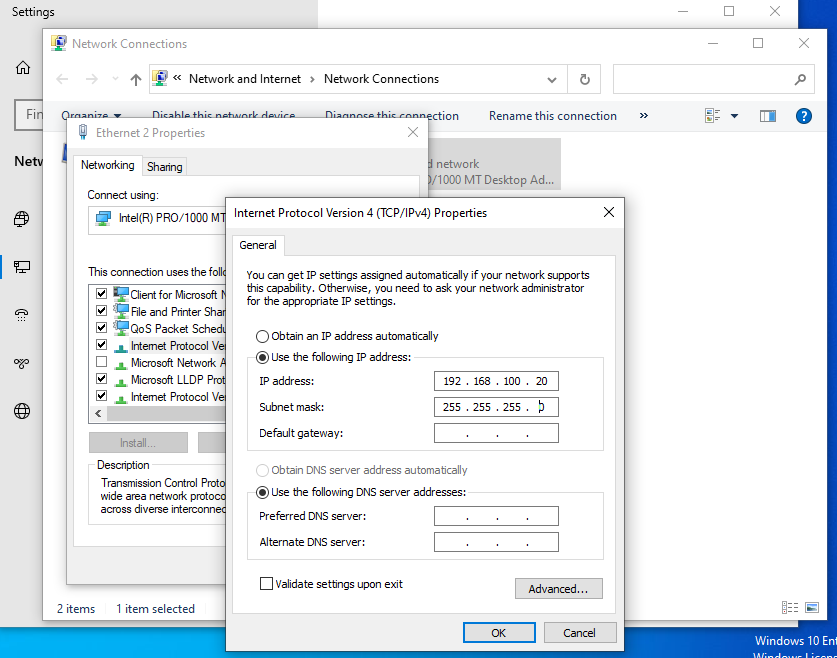 Settings
Network Connections
Network and Internet
Network Connections
Fin
Organize
Disable this network device
Diagnose this connection
Rename this connection
Ethernet 2 Properties
Netw
Networking
Sharing
d network
/1000 MT Desktop Ad...
Connect using:
Intel(R) PRO/1000 MT
Internet Protocol Version 4 (TCP/IPv4) Properties
General
This connection uses the follo
Client for Microsoft N
File and Printer Shar
QoS Packet Schedu
Internet Protocol Ve
Microsoft Network A
Microsoft LLDP Prot
Internet Protocol Ve
Install...
Description
Transmission Control Proto
wide area network protoco
across diverse interconnec
You can get IP settings assigned automatically if your network supports
this capability. Otherwise, you need to ask your network administrator
for the appropriate IP settings.
Obtain an IP address automatically
Use the following IP address:
IP address: 192 . 168 . 100 . 20
Subnet mask: 255 . 255 . 255 . 0
Default gateway: . . .
Obtain DNS server address automatically
Use the following DNS server addresses:
Preferred DNS server: . . .
Alternate DNS server: . . .
Validate settings upon exit
Advanced...
OK
Cancel
2 items
1 item selected
Windows 10 Ent